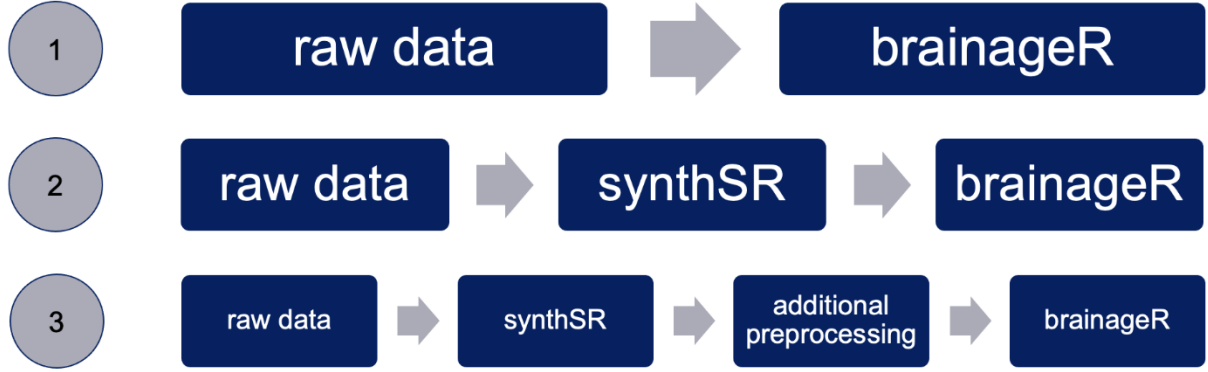 1
raw data
brainageR
2
raw data
synthSR
brainageR
3
raw data
synthSR
additional
preprocessing
brainageR